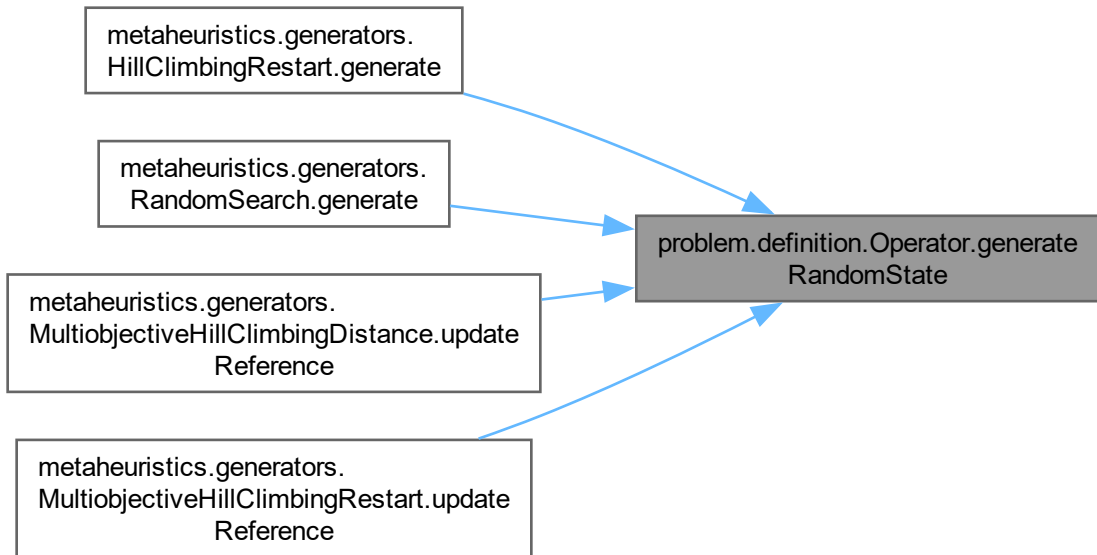 metaheuristics.generators.
HillClimbingRestart.generate
metaheuristics.generators.
RandomSearch.generate
problem.definition.Operator.generate
RandomState
metaheuristics.generators.
MultiobjectiveHillClimbingDistance.update
Reference
metaheuristics.generators.
MultiobjectiveHillClimbingRestart.update
Reference